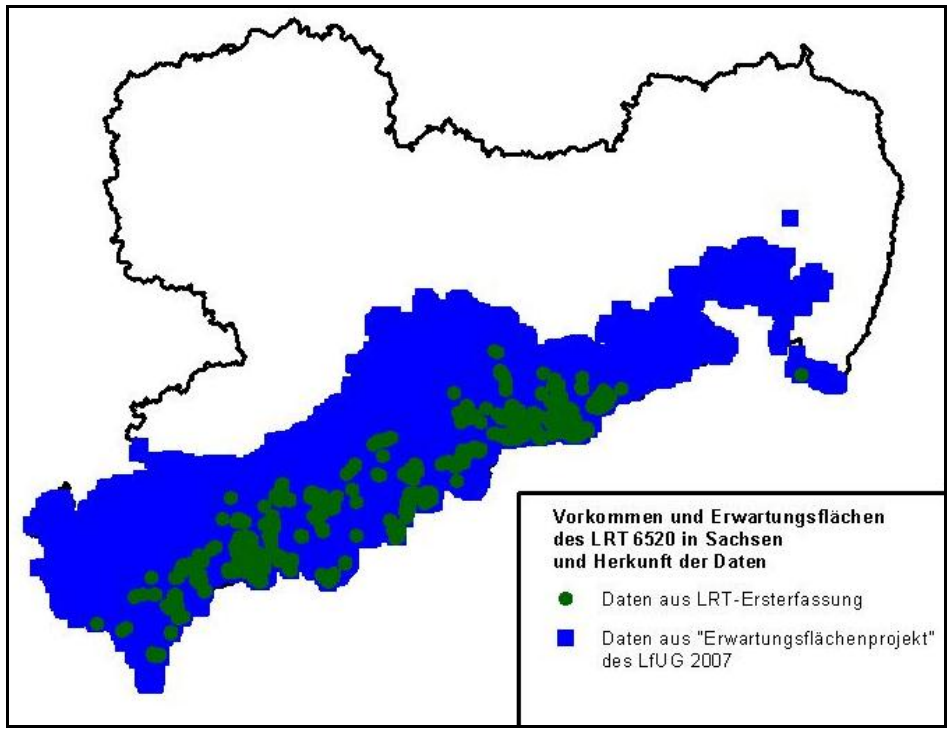 Vorkommen und Erwartungsflächen
des LRT 6520 in Sachsen
und Herkunft der Daten
Daten aus LRT-Ersterfassung
Daten aus "Erwartungsflächenprojekt"
des LfUG 2007